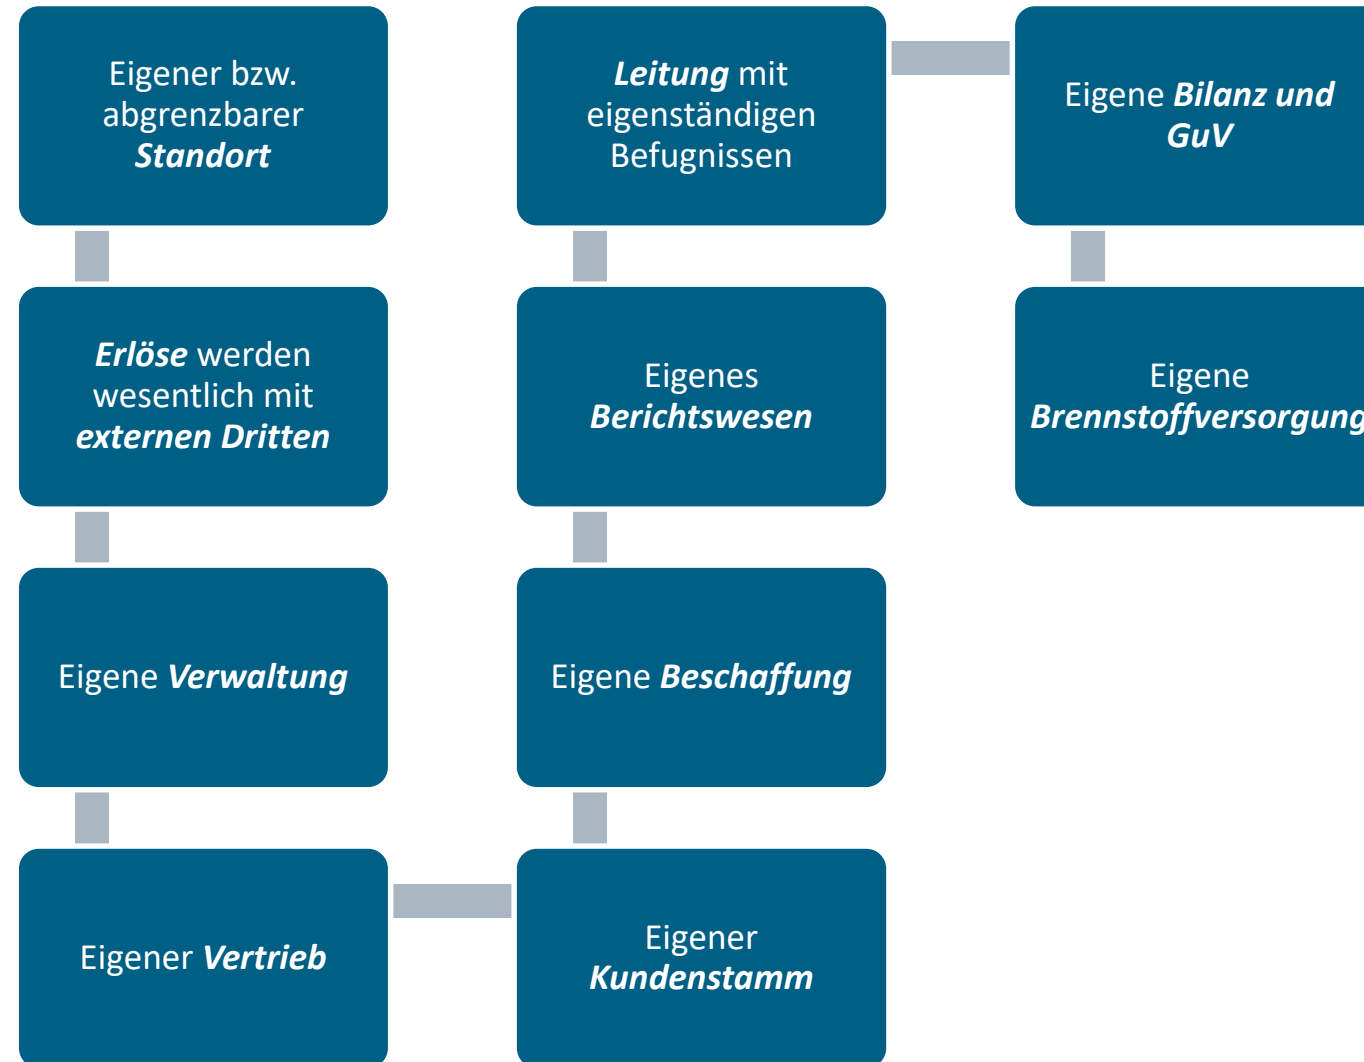 Eigener bzw.
abgrenzbarer
Standort
Erlöse werden
wesentlich mit
externen Dritten
Eigene Verwaltung
Eigener Vertrieb
Eigener
Kundenstamm
Eigene Beschaffung
Eigenes
Berichtswesen
Leitung mit
eigenständigen
Befugnissen
Eigene Bilanz und
GuV
Eigene
Brennstoffversorgung